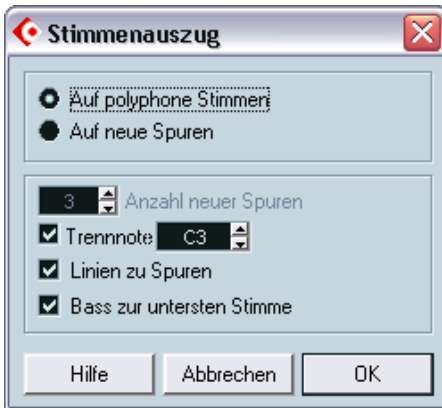 Stimmenauszug
Auf polyphone Stimmen
Auf neue Spuren
3 Anzahl neuer Spuren
Trennnote C3
Linien zu Spuren
Bass zur untersten Stimme
Hilfe Abbrechen OK